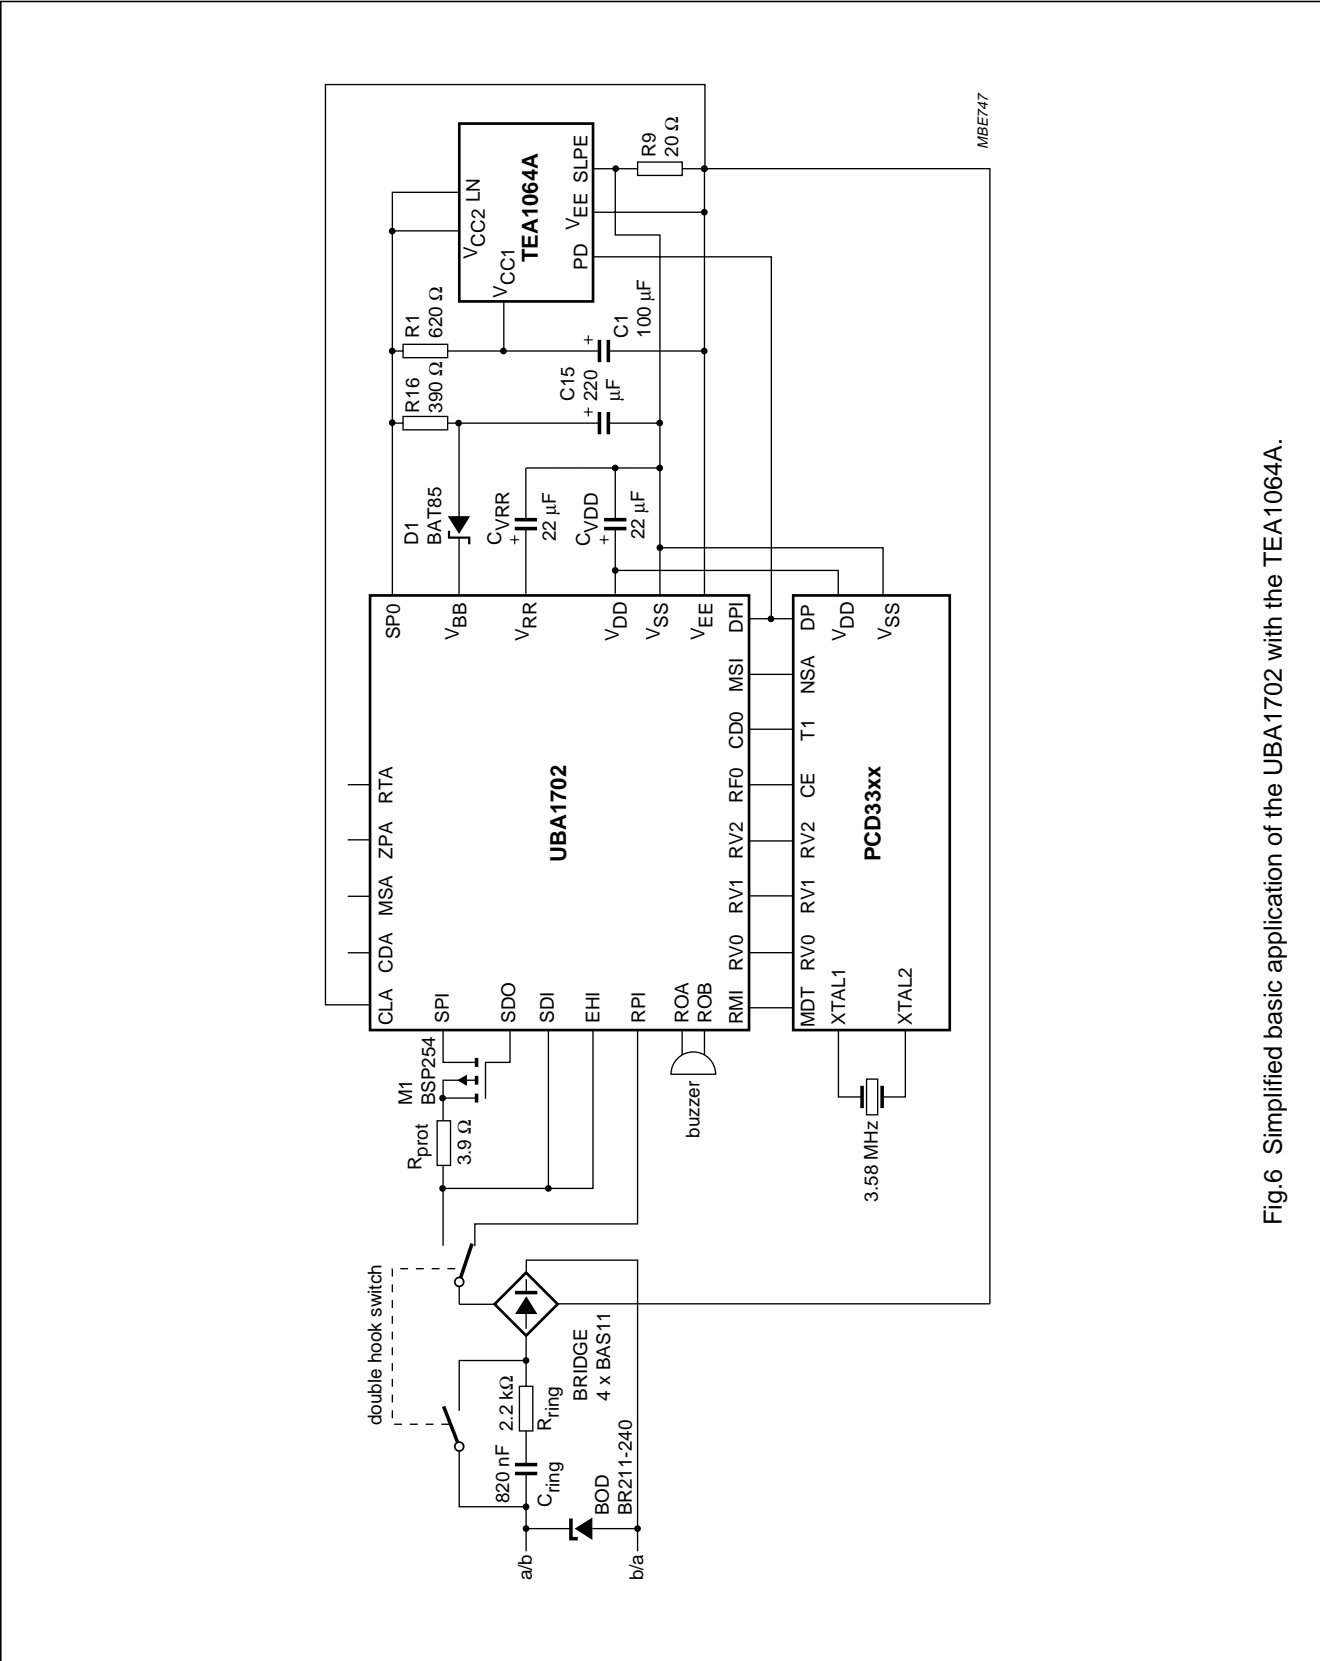 MBE747
TEA1064A
LN
VCC2
VCC1
SLPE
VEE
PD
R9
20 Ω
R1
620 Ω
R16
390 Ω
C1
100 µF
+
C15
220
µF
+
D1
BAT85
CVRR
22 µF
+
CVDD
22 µF
+
UBA1702
SP0
VBB
VRR
VDD
VSS
VEE
RTA
ZPA
MSA
CDA
CLA
DPI
MSI
CD0
RF0
RV2
RV1
RV0
RMI
SPI
SDO
SDI
EHI
RPI
ROA
ROB
PCD33xx
DP
NSA
T1
CE
RV2
RV1
RV0
MDT
VDD
VSS
XTAL1
XTAL2
M1
BSP254
Rprot
3.9 Ω
buzzer
3.58 MHz
double hook switch
BRIDGE
4 x BAS11
2.2 kΩ
Rring
820 nF
Cring
BOD
BR211-240
a/b
b/a
Fig.6 Simplified basic application of the UBA1702 with the TEA1064A.